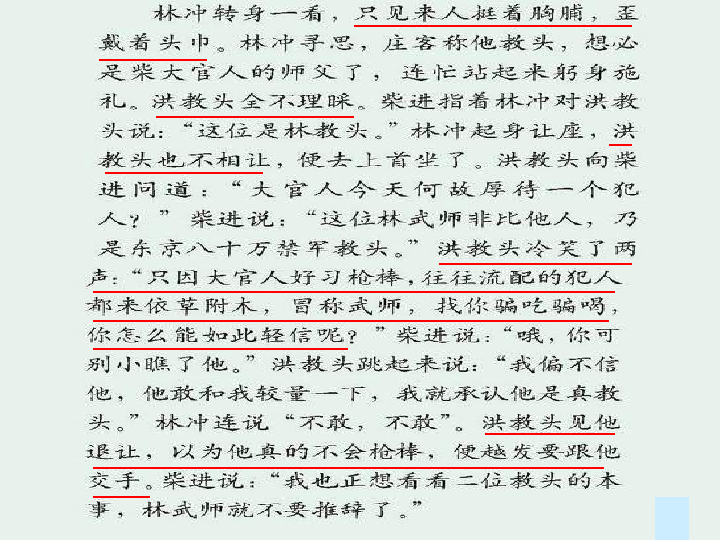 林冲转身一看，只见来人挺着胸脯，歪
戴着头巾。林冲寻思，庄客称他教头，想必
是柴大官人的师父了，连忙站起来躬身施
礼。洪教头全不理睬。柴进指着林冲对洪教
头说：“这位是林教头。”林冲起身让座，洪
教头也不相让，便去上首坐了。洪教头向柴
进问道：“大官人今天何故厚待一个犯
人？” 柴进说：“这位林武师非比他人，乃
是东京八十万禁军教头。” 洪教头冷笑了两
声：“只因大官人好习枪棒，往往流配的犯人
都来依草附木，冒称武师，找你骗吃骗喝，
你怎么能如此轻信呢？”柴进说：“哦，你可
别小瞧了他。” 洪教头跳起来说：“我偏不信
他，他敢和我较量一下，我就承认他是真教
头。” 林冲连说“不敢，不敢”。洪教头见他
退让，以为他真的不会枪棒，便越发要跟他
交手。柴进说：“我也正想看看二位教头的本
事，林武师就不要推辞了。”